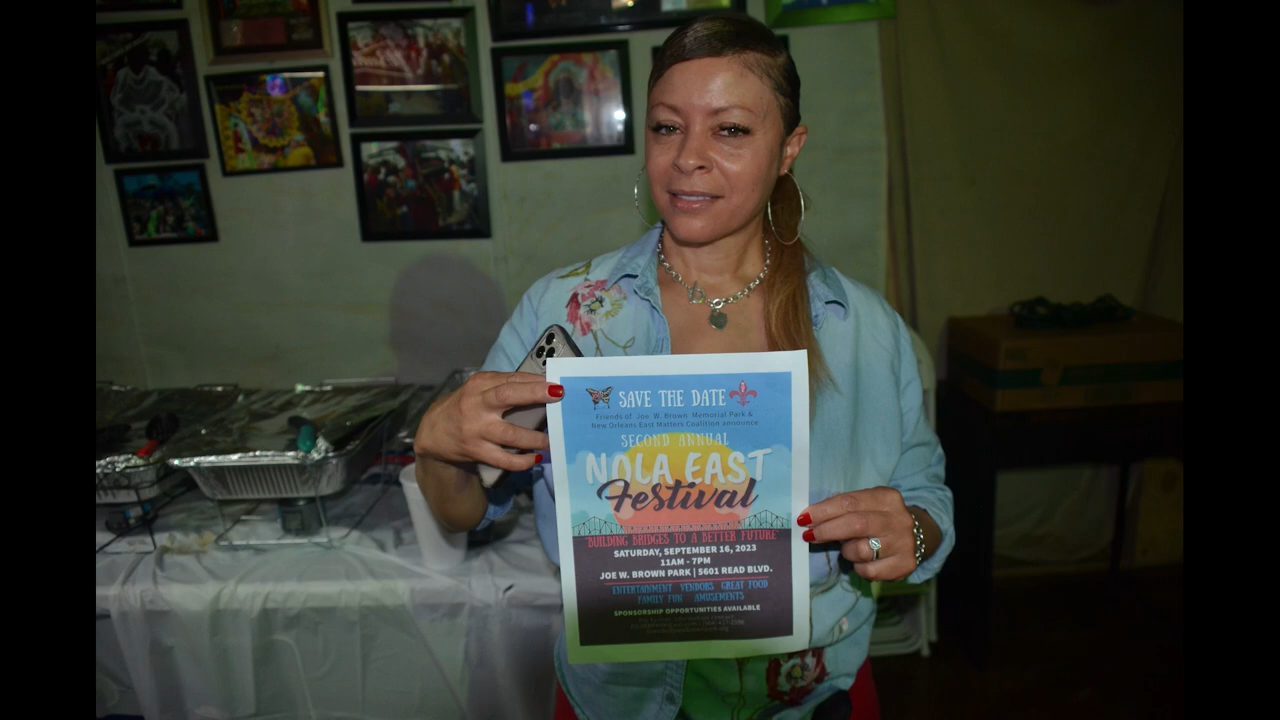 SAVE THE DATE
Friends of Joe W. Brown Memorial Park &
New Orleans East Matters Coalition announce
SECOND ANNUAL
NOLA EAST
Festival
"BUILDING BRIDGES TO A BETTER FUTURE"
SATURDAY, SEPTEMBER 16, 2023
11AM - 7PM
JOE W. BROWN PARK | 5601 READ BLVD.
ENTERTAINMENT VENDORS GREAT FOOD
FAMILY FUN AMUSEMENTS
SPONSORSHIP OPPORTUNITIES AVAILABLE